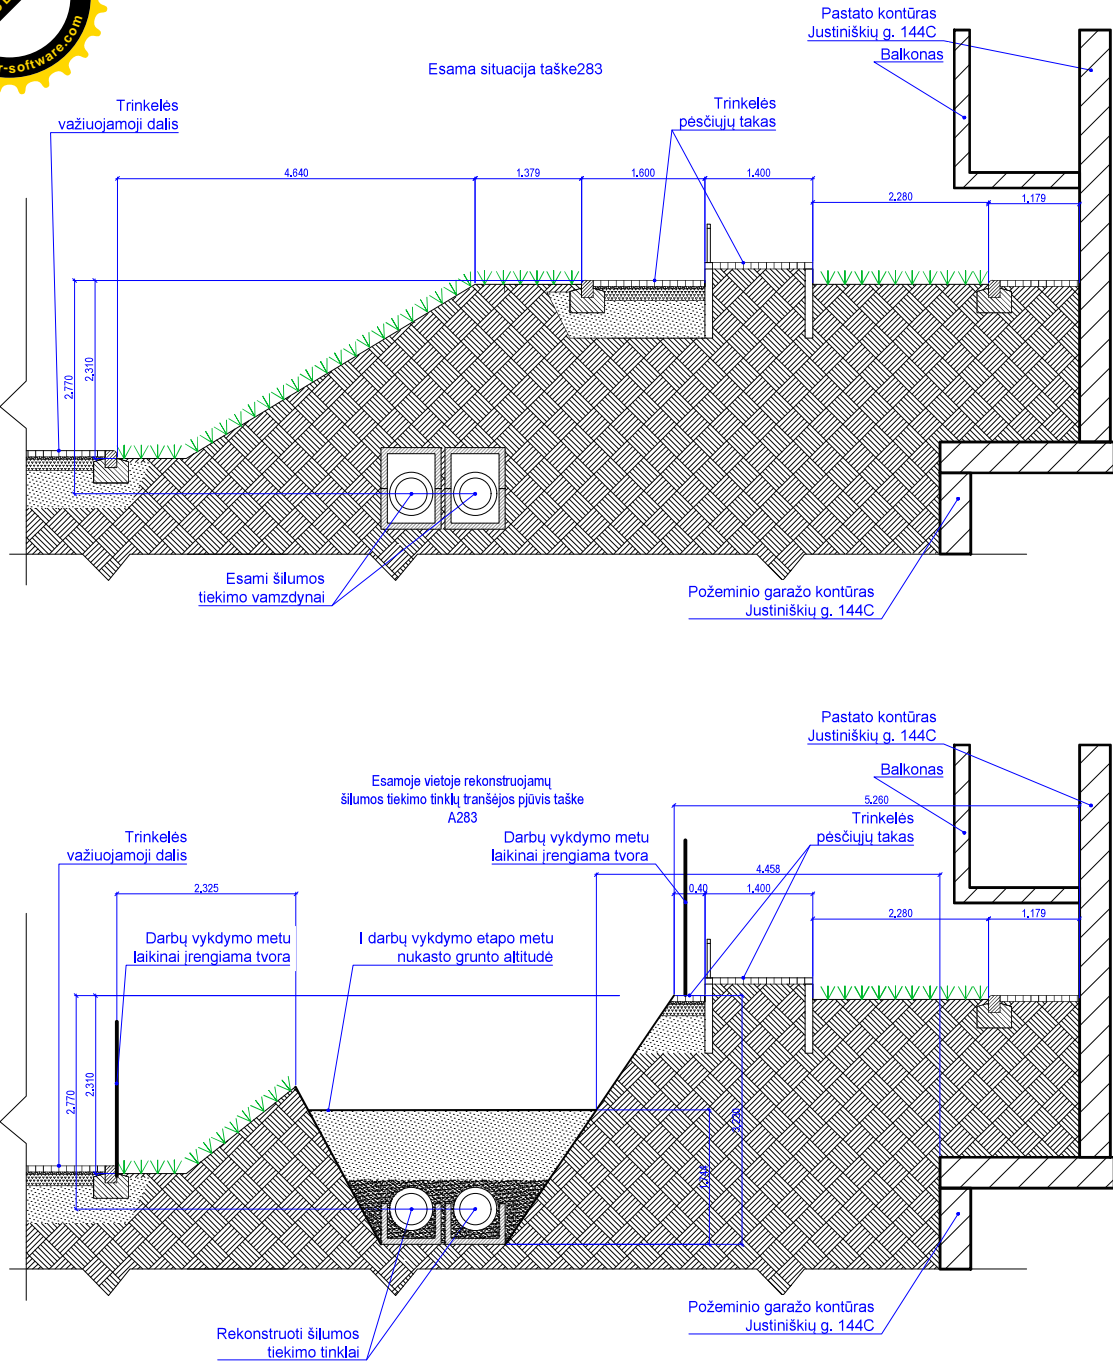 r-software.com
Esama situacija taške283
Pastato kontūras
Justiniškių g. 144C
Balkonas
Trinkelės
važiuojamoji dalis
Trinkelės
pėsčiųjų takas
4.640
1.379
1.600
1.400
2.280
1.179
2.770
2.310
Esami šilumos
tiekimo vamzdynai
Požeminio garažo kontūras
Justiniškių g. 144C
Pastato kontūras
Justiniškių g. 144C
Balkonas
Esamoje vietoje rekonstruojamų
šilumos tiekimo tinklų tranšėjos pjūvis taške
A283
5.260
Trinkelės
pėsčiųjų takas
Darbų vykdymo metu
laikinai įrengiama tvora
Trinkelės
važiuojamoji dalis
4.458
2.325
0.40
1.400
2.280
1.179
Darbų vykdymo metu
laikinai įrengiama tvora
I darbų vykdymo etapo metu
nukasto grunto altitudė
2.770
2.310
Rekonstruoti šilumos
tiekimo tinklai
Požeminio garažo kontūras
Justiniškių g. 144C